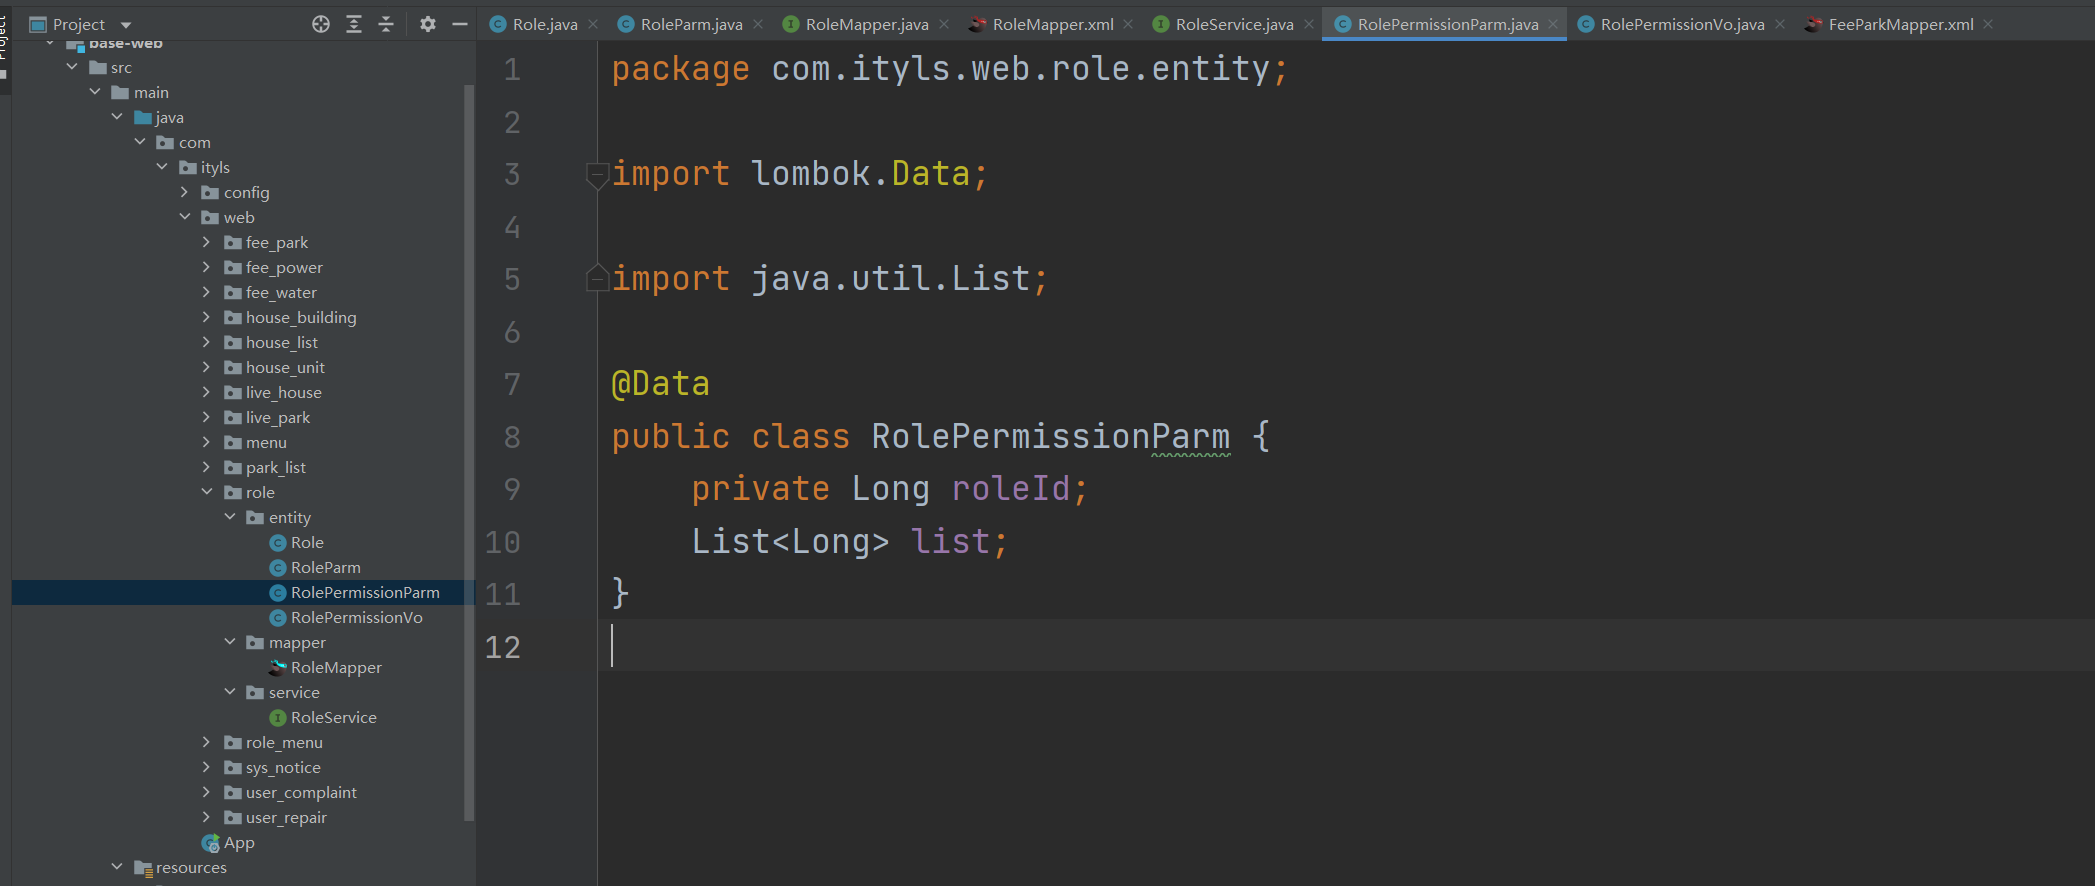 Project
Project
Role.java
RoleParm.java
RoleMapper.java
RoleMapper.xml
RoleService.java
RolePermissionParm.java
RolePermissionVo.java
FeeParkMapper.xml
base-web
src
main
java
com
ityls
config
web
fee_park
fee_power
fee_water
house_building
house_list
house_unit
live_house
live_park
menu
park_list
role
entity
Role
RoleParm
RolePermissionParm
RolePermissionVo
mapper
RoleMapper
service
RoleService
role_menu
sys_notice
user_complaint
user_repair
App
resources
1 package com.ityls.web.role.entity;
2
3 import lombok.Data;
4
5 import java.util.List;
6
7 @Data
8 public class RolePermissionParm {
9 private Long roleId;
10 List<Long> list;
11 }
12